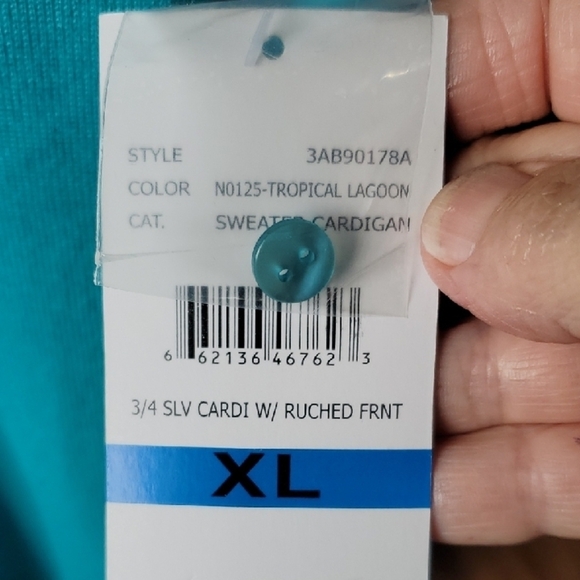 STYLE 3AB90178A
COLOR N0125-TROPICAL LAGOON
CAT. SWEATER CARDIGAN
6 62136 46762 3
3/4 SLV CARDI W/ RUCHED FRNT
XL